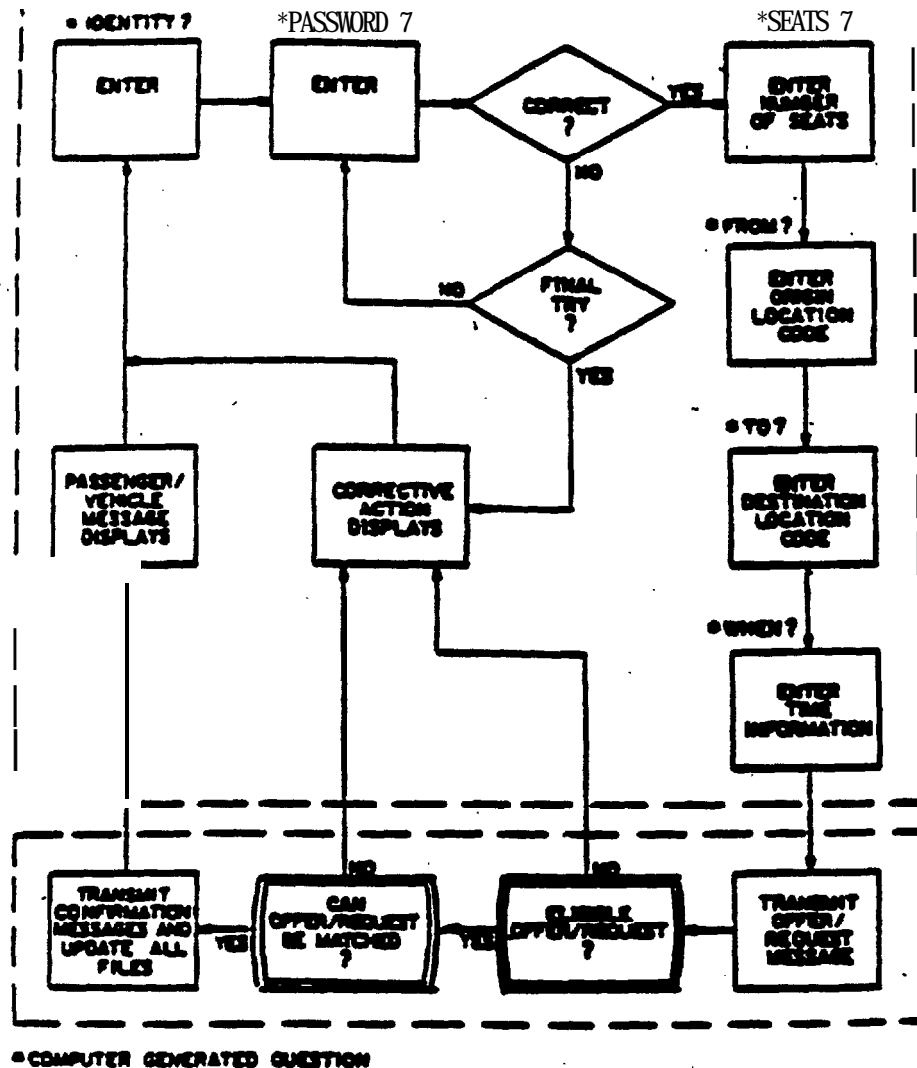 * IDENTITY ?
*PASSWORD 7
*SEATS 7
ENTER
ENTER
CORRECT
?
YES
ENTER
NUMBER
OF SEATS
NO
* FROM ?
NO
FINAL
TRY
?
ENTER
ORIGIN
LOCATION
CODE
YES
* TO ?
PASSENGER/
VEHICLE
MESSAGE
DISPLAYS
CORRECTIVE
ACTION
DISPLAYS
ENTER
DESTINATION
LOCATION
CODE
* WHEN ?
ENTER
TIME
INFORMATION
NO
NO
TRANSMIT
CONFIRMATION
MESSAGES AND
UPDATE ALL
FILES
YES
CAN
OFFER/REQUEST
BE MATCHED
?
YES
ELIGIBLE
OFFER/REQUEST
?
TRANSMIT
OFFER/
REQUEST
MESSAGE
* COMPUTER GENERATED QUESTION